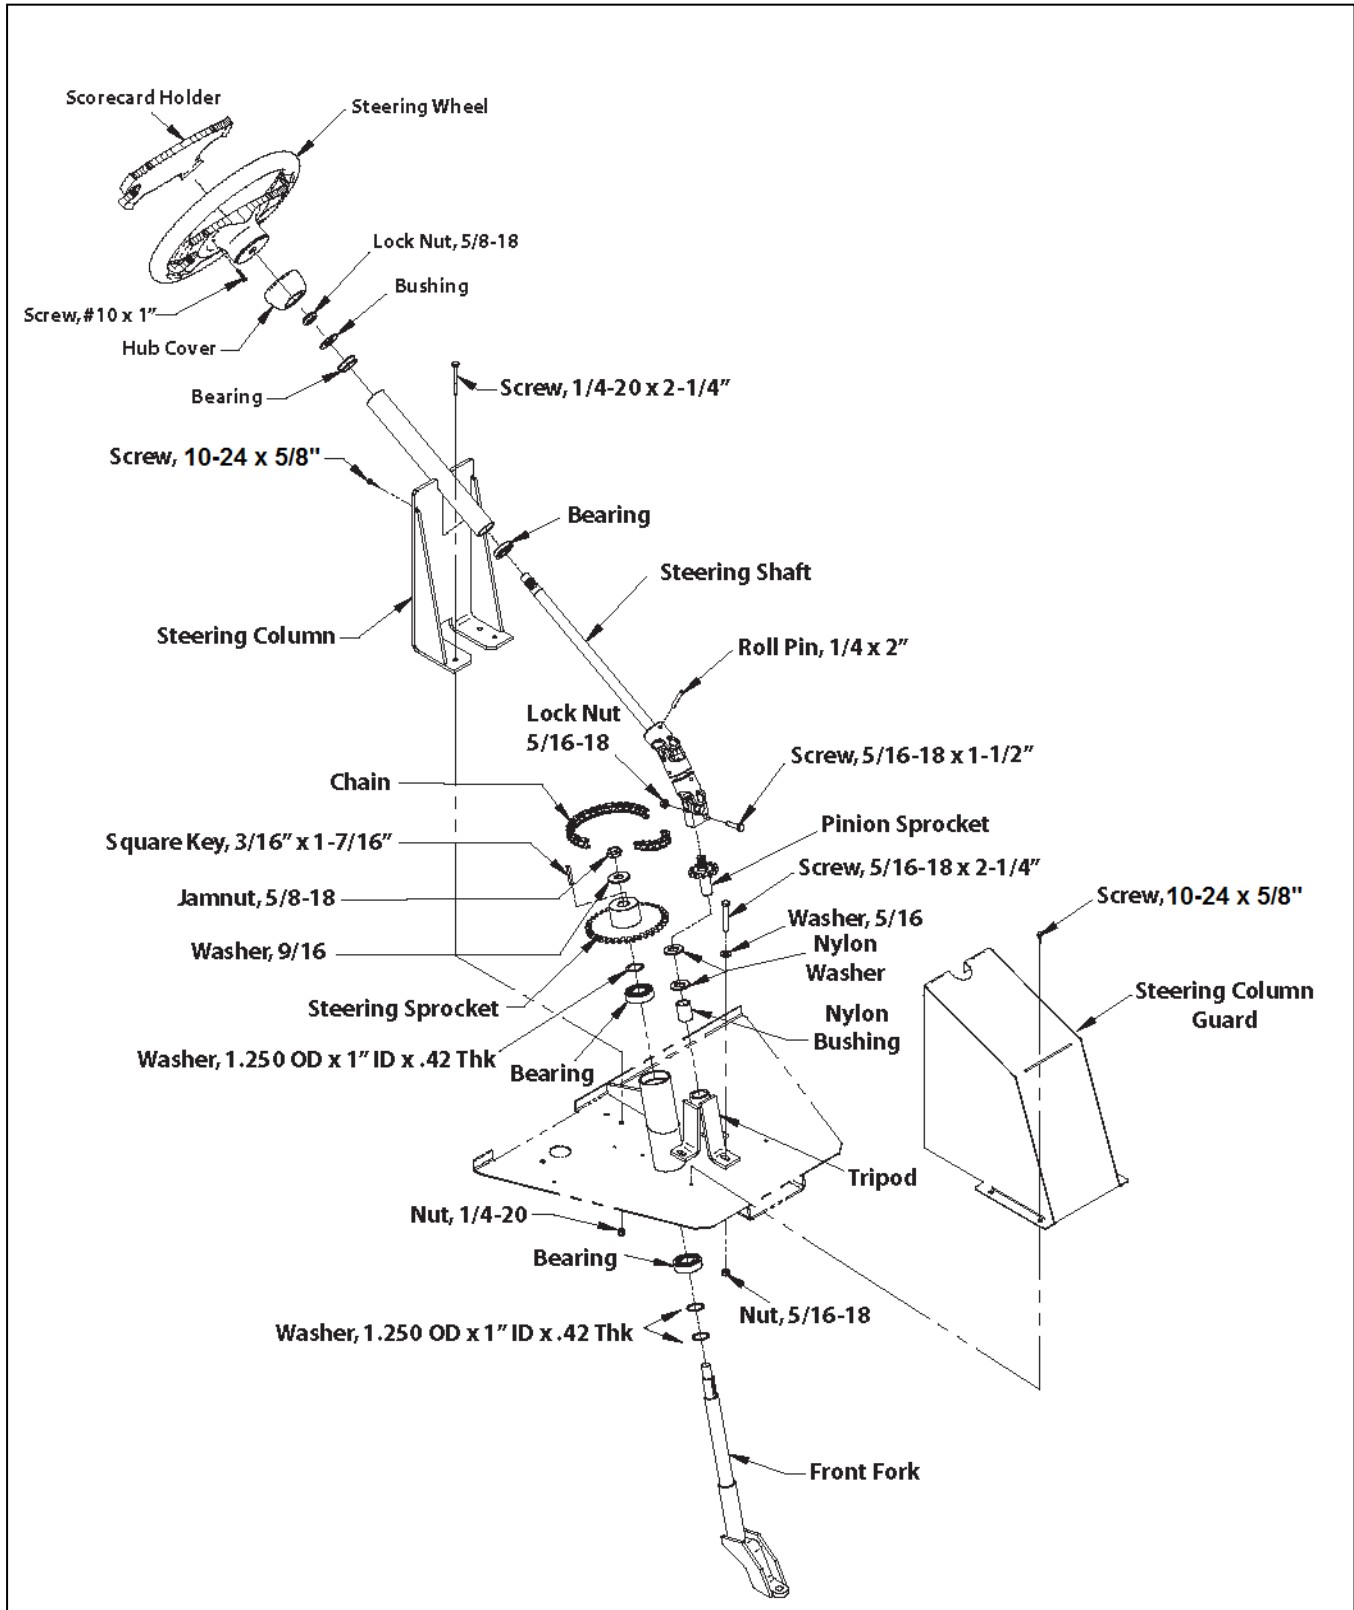 Scorecard Holder
Steering Wheel
Lock Nut, 5/8-18
Bushing
Screw, #10 x 1”
Hub Cover
Bearing
Screw, 1/4-20 x 2-1/4”
Screw, 10-24 x 5/8"
Bearing
Steering Shaft
Steering Column
Roll Pin, 1/4 x 2”
Lock Nut
5/16-18
Screw, 5/16-18 x 1-1/2”
Chain
Pinion Sprocket
Square Key, 3/16” x 1-7/16”
Screw, 5/16-18 x 2-1/4”
Jamnut, 5/8-18
Screw, 10-24 x 5/8"
Washer, 5/16
Washer, 9/16
Nylon
Washer
Steering Column
Guard
Steering Sprocket
Nylon
Bushing
Washer, 1.250 OD x 1” ID x .42 Thk
Bearing
Tripod
Nut, 1/4-20
Bearing
Nut, 5/16-18
Washer, 1.250 OD x 1” ID x .42 Thk
Front Fork